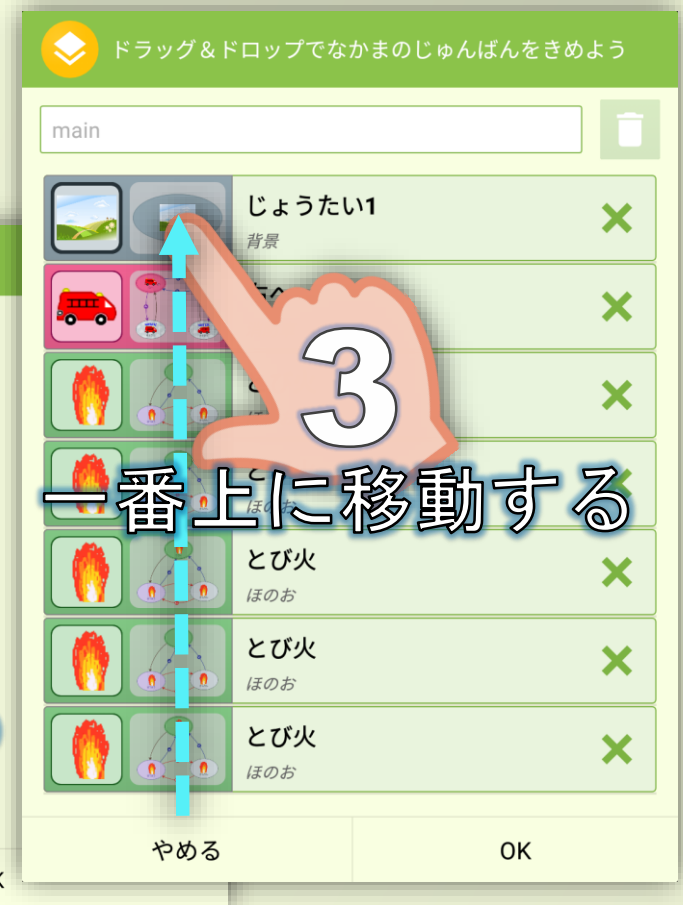 ドラッグ＆ドロップでなかまのじゅんばんをきめよう
main
じょうたい1
背景
3
一番上に移動する
ほのお
とび火
ほのお
とび火
ほのお
とび火
ほのお
やめる
OK